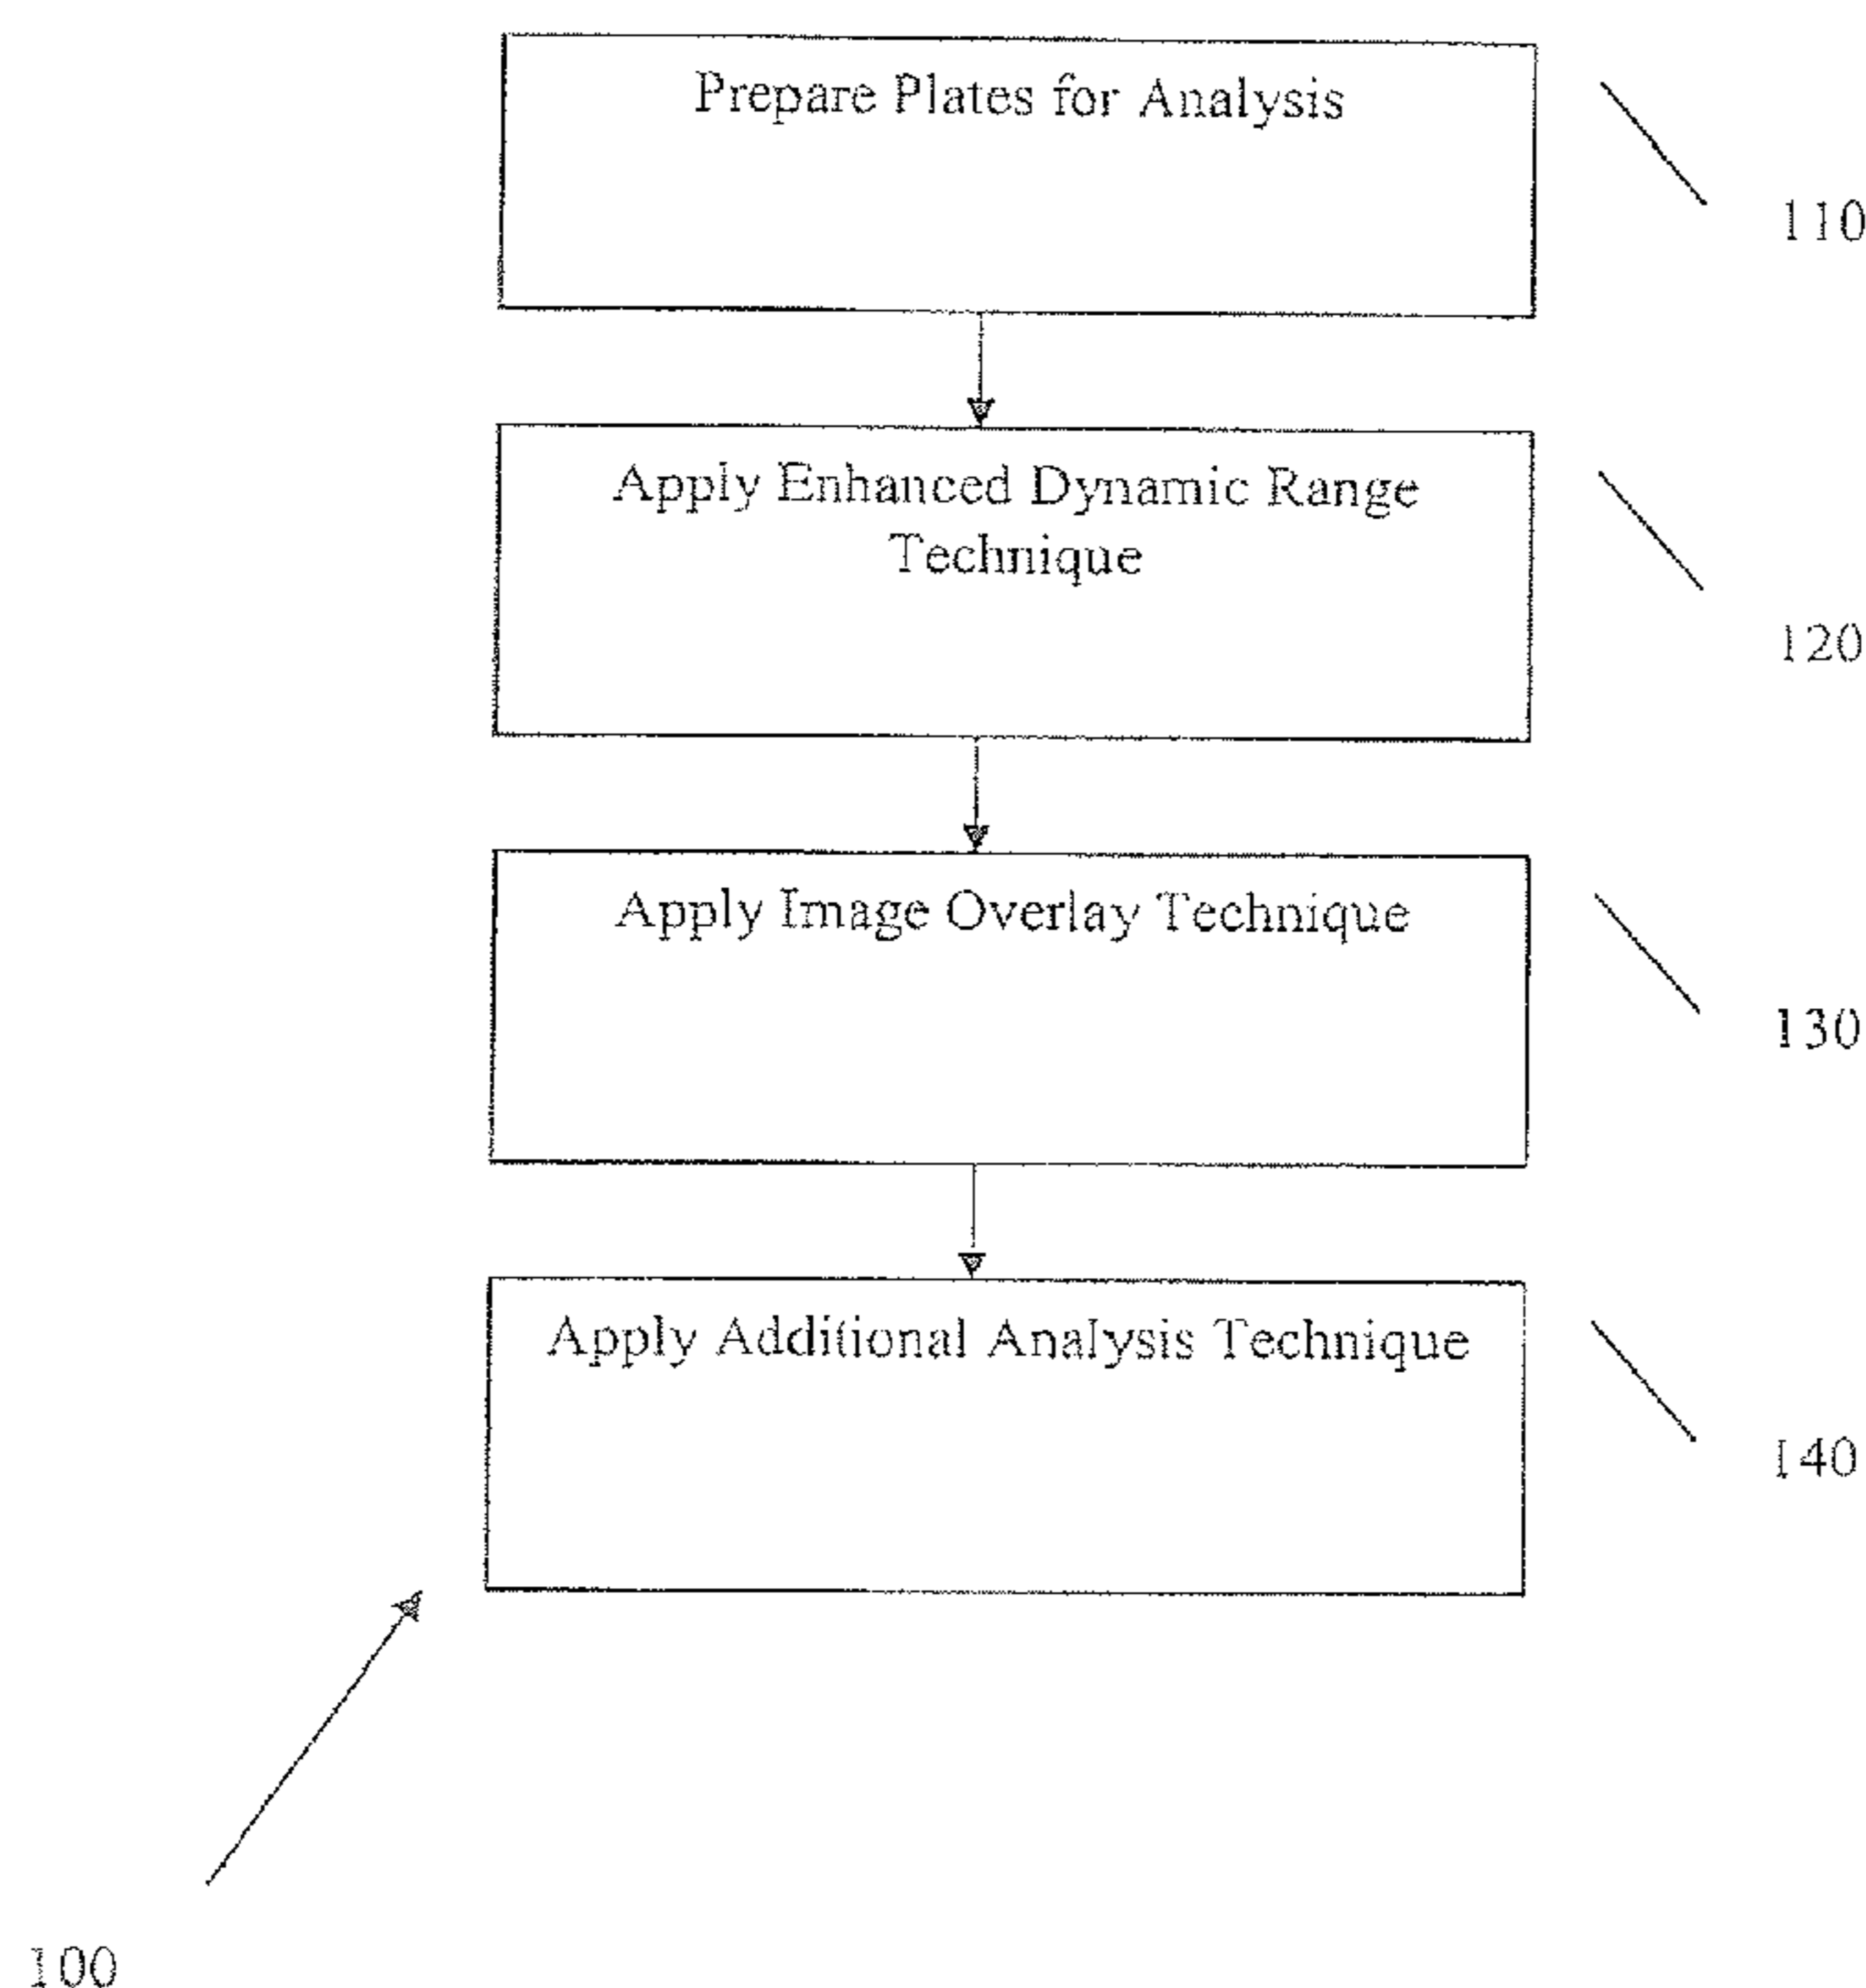 Prepare Plates for Analysis
110
Apply Enhanced Dynamic Range
Technique
120
Apply Image Overlay Technique
130
Apply Additional Analysis Technique
140
100